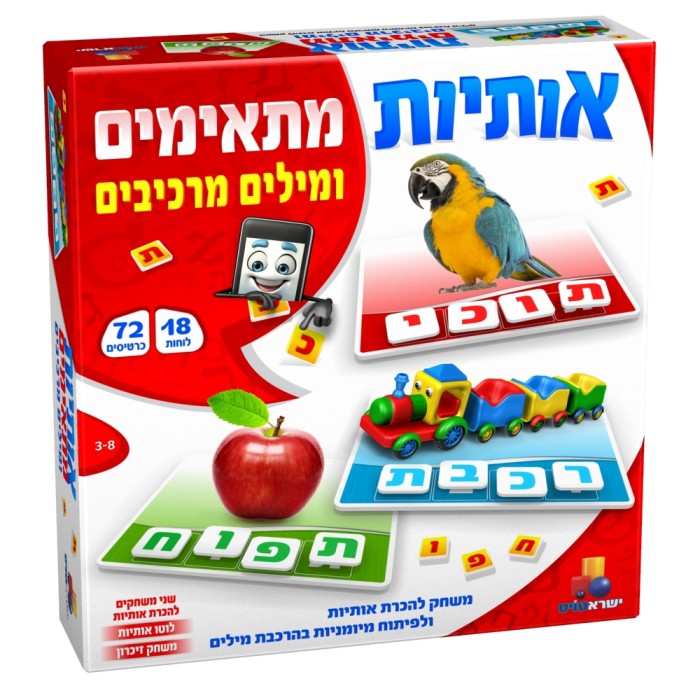 אותיות
מתאימים
ומילים מרכיבים
ת
ת
תוכי
18
לוחות
72
כרטיסים
כ
3-8
רכבת
תפוח
ו
פ
ח
משחק להכרת אותיות
ולפיתוח מיומניות בהרכבת מילים
שני משחקים
להכרת אותיות
לוטו אותיות
משחק זיכרון
ישראטויס